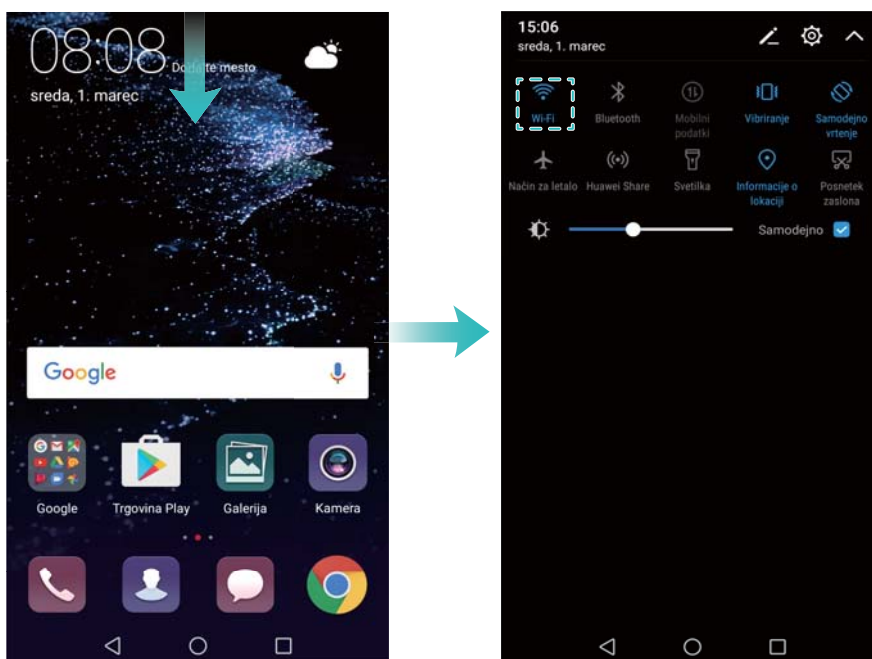 08:08
Dodajte mesto
sreda, 1. marec
Google
Google
Trgovina Play
Galerija
Kamera
15:06
sreda, 1. marec
Wi-Fi
Bluetooth
Mobilni
podatki
Vibriranje
Samodejno
vrtenje
Način za letalo
Huawei Share
Svetilka
Informacije o
lokaciji
Posnetek
zaslona
Samodejno